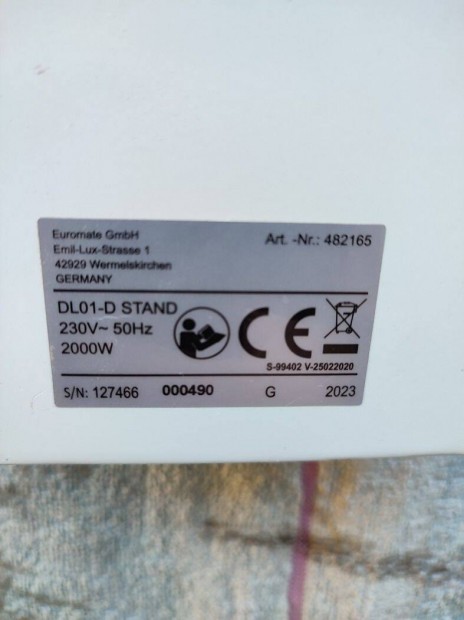 Euromate GmbH
Emil-Lux-Strasse 1
42929 Wermelskirchen
GERMANY
Art. -Nr.: 482165
DL01-D STAND
230V~ 50Hz
2000W
CE
S-99402 V-25022020
S/N: 127466 000490 G 2023